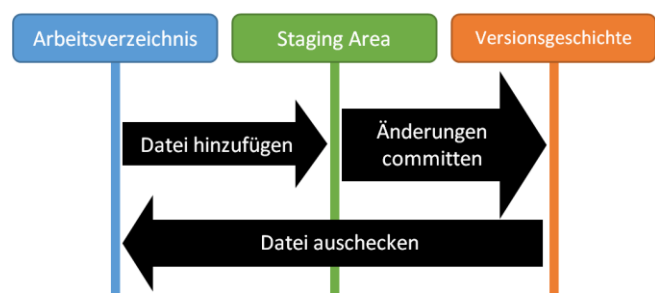 Arbeitsverzeichnis
Staging Area
Versionsgeschichte
Datei hinzufügen
Änderungen
committen
Datei auschecken